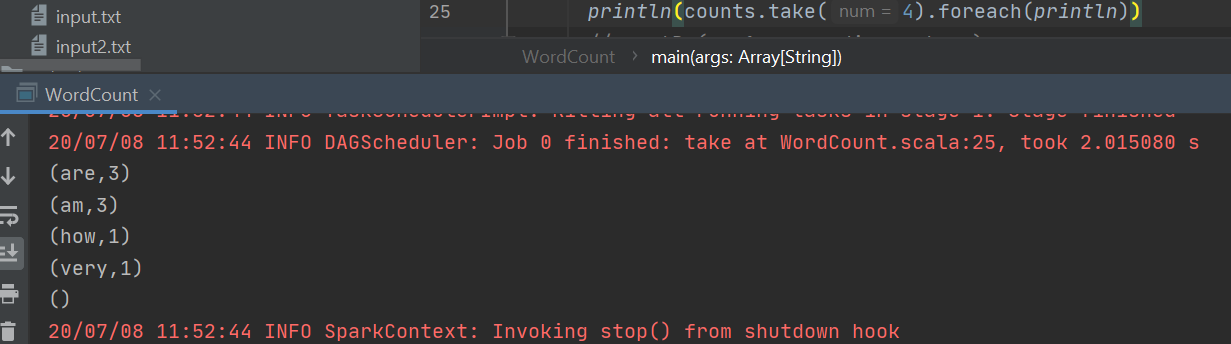 input.txt
input2.txt
25 println(counts.take( num = 4).foreach(println))
WordCount › main(args: Array[String])
WordCount ×
20/07/08 11:52:44 INFO DAGScheduler: Job 0 finished: take at WordCount.scala:25, took 2.015080 s
(are,3)
(am,3)
(how,1)
(very,1)
()
20/07/08 11:52:44 INFO SparkContext: Invoking stop() from shutdown hook